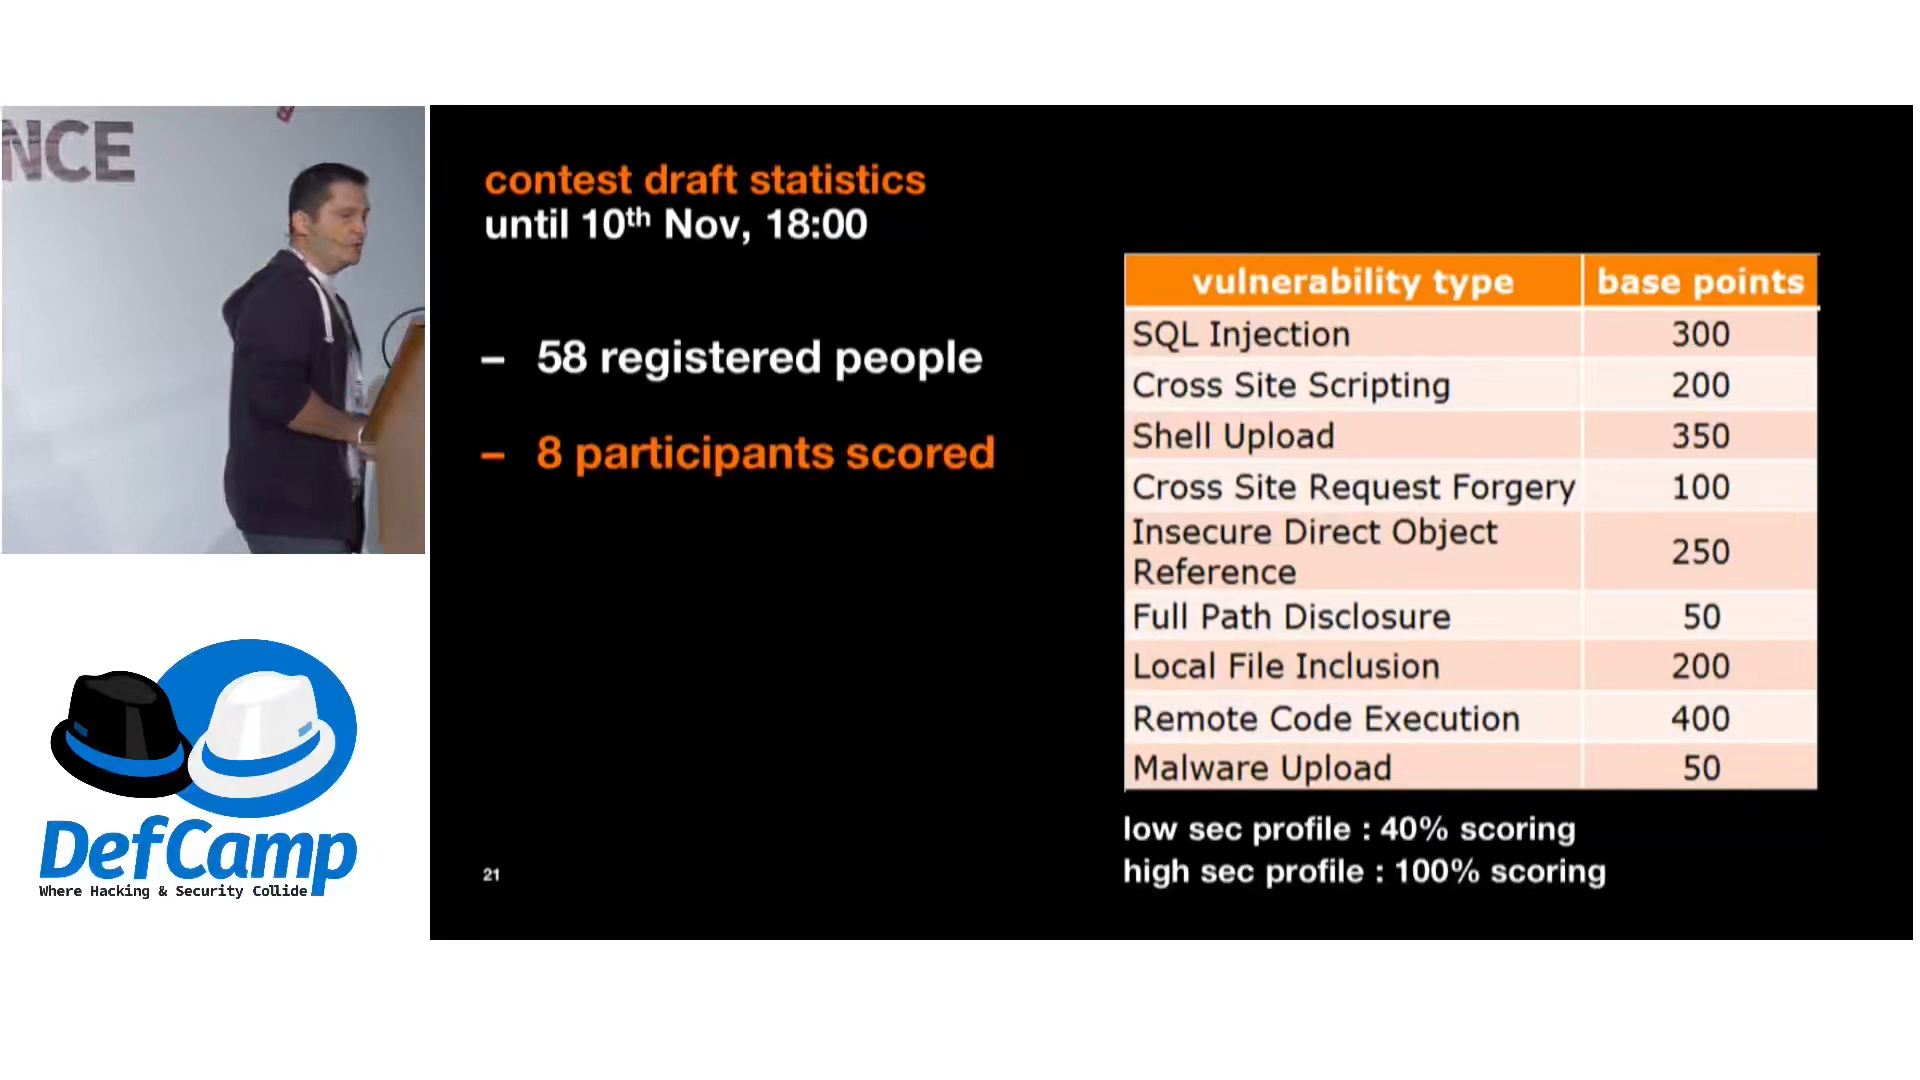 NCE
contest draft statistics
until 10th Nov, 18:00
– 58 registered people
– 8 participants scored
vulnerability type base points
SQL Injection 300
Cross Site Scripting 200
Shell Upload 350
Cross Site Request Forgery 100
Insecure Direct Object
Reference 250
Full Path Disclosure 50
Local File Inclusion 200
Remote Code Execution 400
Malware Upload 50
low sec profile : 40% scoring
high sec profile : 100% scoring
21
DefCamp
Where Hacking & Security Collide